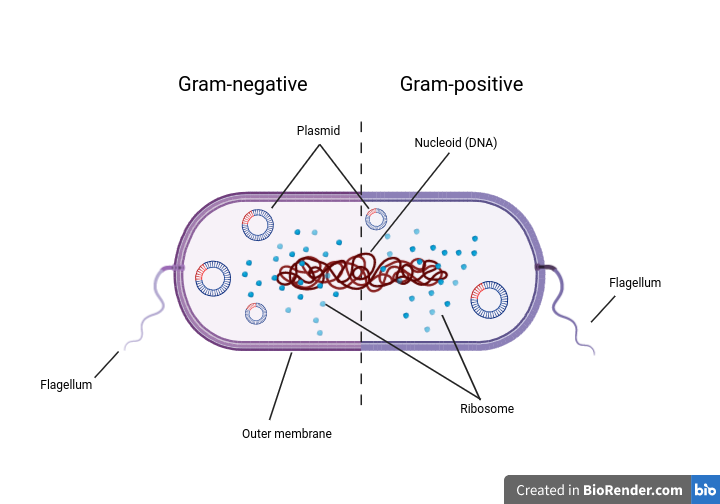 Gram-negative
Gram-positive
Plasmid
Nucleoid (DNA)
Flagellum
Flagellum
Ribosome
Outer membrane
Created in BioRender.com
bio